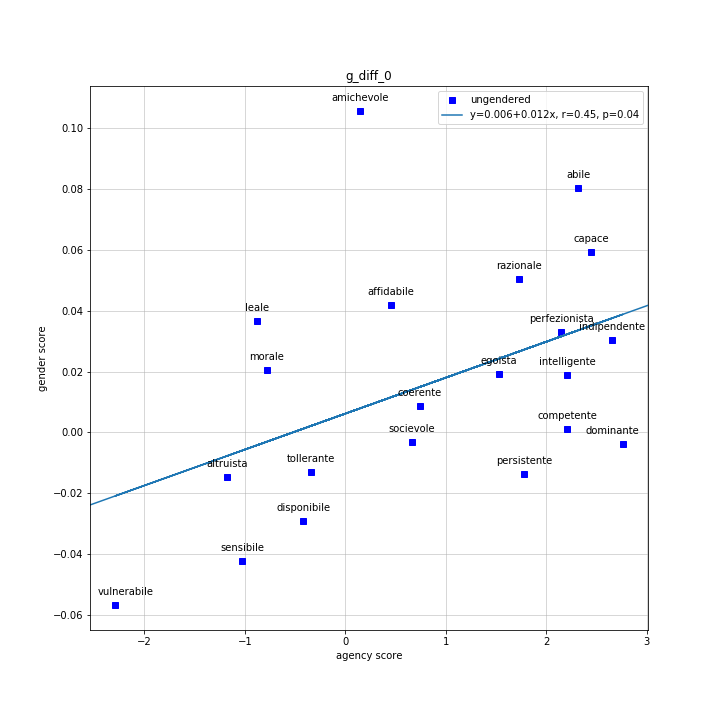 g_diff_0
ungendered
y=0.006+0.012x, r=0.45, p=0.04
amichevole
abile
capace
razionale
affidabile
leale
perfezionista
indipendente
morale
egoista
intelligente
coerente
competente
socievole
dominante
altruista
tollerante
persistente
disponibile
sensibile
vulnerabile
gender score
0.10
0.08
0.06
0.04
0.02
0.00
−0.02
−0.04
−0.06
−2
−1
0
1
2
3
agency score